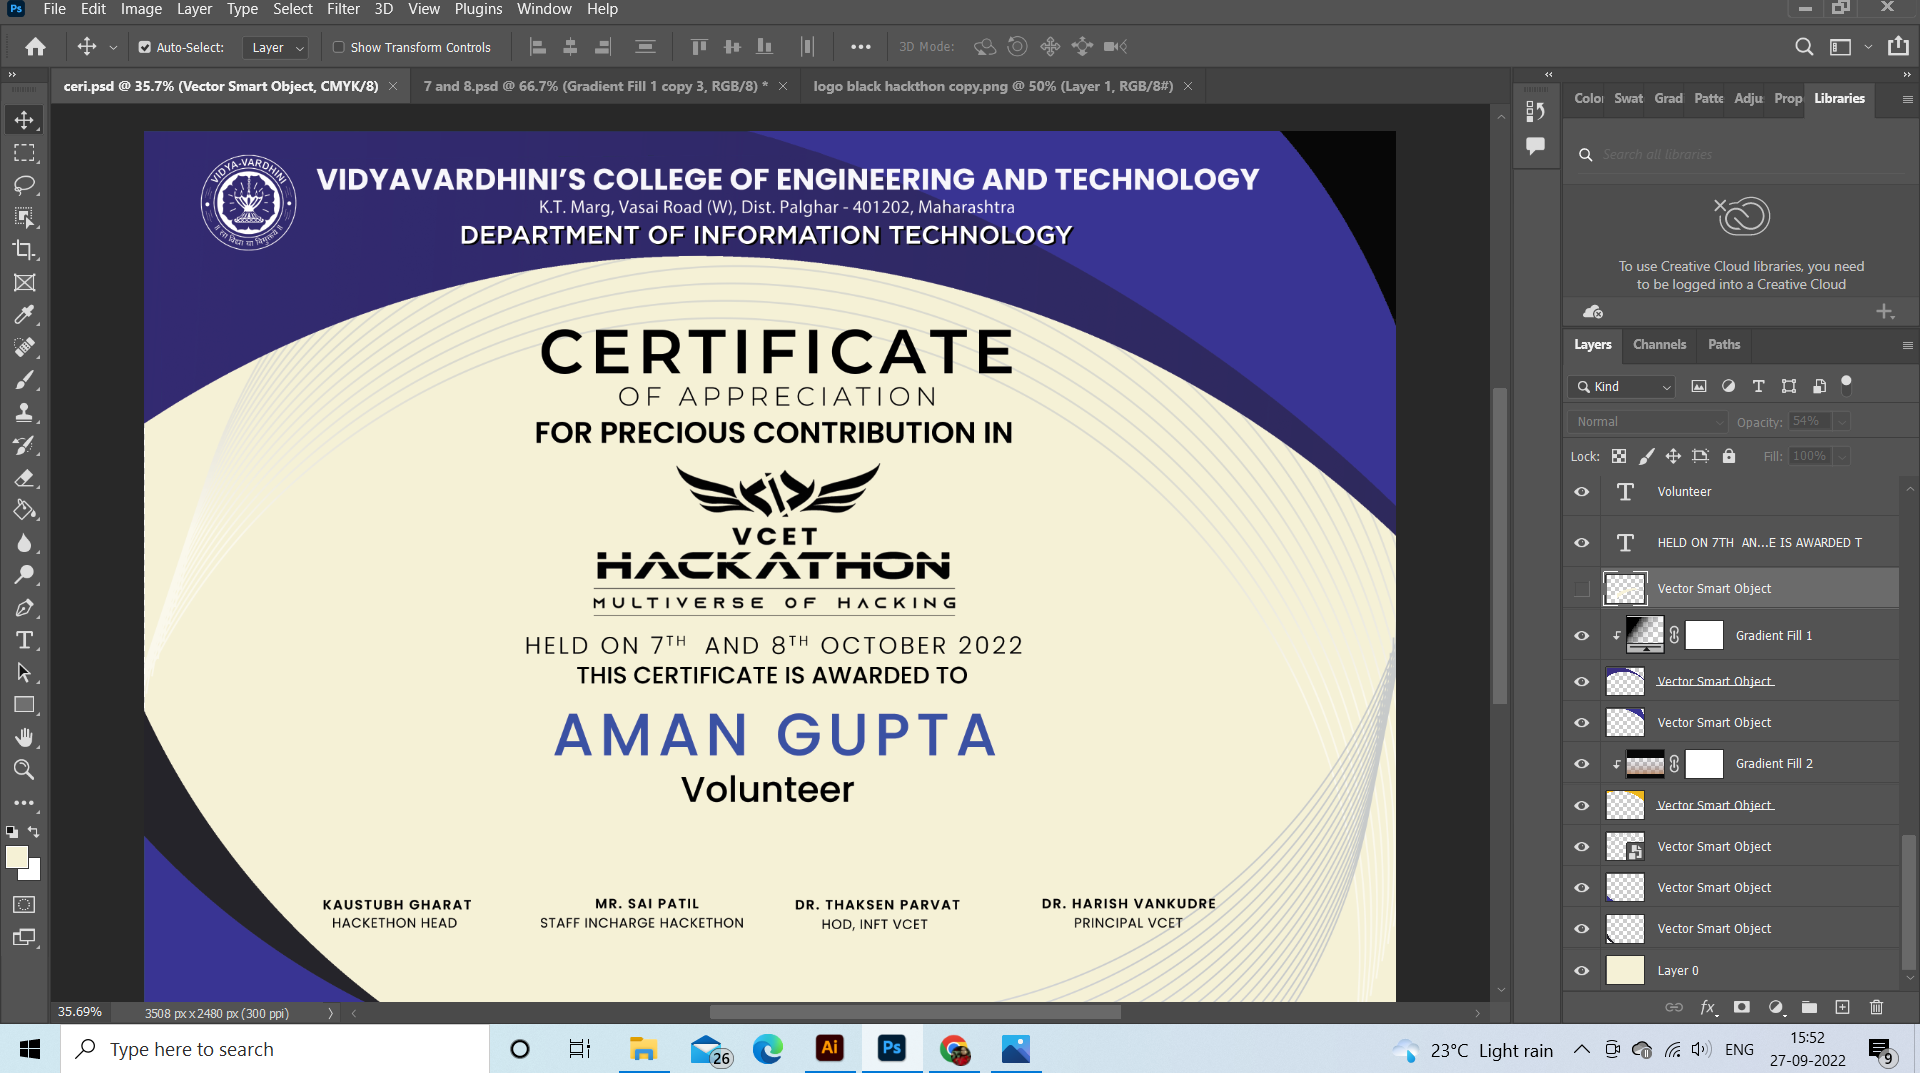 Ps File Edit Image Layer Type Select Filter 3D View Plugins Window Help
Auto-Select: Layer Show Transform Controls 3D Mode:
ceri.psd @ 35.7% (Vector Smart Object, CMYK/8) × 7 and 8.psd @ 66.7% (Gradient Fill 1 copy 3, RGB/8) * × logo black hackthon copy.png @ 50% (Layer 1, RGB/8#) ×
Colo Swat Grad Patte Adju Prop Libraries
Search all libraries
To use Creative Cloud libraries, you need
to be logged into a Creative Cloud
VIDYA-VARDHINI
VIDYAVARDHINI'S COLLEGE OF ENGINEERING AND TECHNOLOGY
K.T. Marg, Vasai Road (W), Dist. Palghar - 401202, Maharashtra
DEPARTMENT OF INFORMATION TECHNOLOGY
CERTIFICATE
OF APPRECIATION
FOR PRECIOUS CONTRIBUTION IN
VCET
HACKATHON
MULTIVERSE OF HACKING
HELD ON 7TH AND 8TH OCTOBER 2022
THIS CERTIFICATE IS AWARDED TO
AMAN GUPTA
Volunteer
KAUSTUBH GHARAT
HACKETHON HEAD
MR. SAI PATIL
STAFF INCHARGE HACKETHON
DR. THAKSEN PARVAT
HOD, INFT VCET
DR. HARISH VANKUDRE
PRINCIPAL VCET
Layers Channels Paths
Kind
Normal Opacity: 54%
Lock: Fill: 100%
Volunteer
HELD ON 7TH AN...E IS AWARDED T
Vector Smart Object
Gradient Fill 1
Vector Smart Object
Vector Smart Object
Gradient Fill 2
Vector Smart Object
Vector Smart Object
Vector Smart Object
Vector Smart Object
Layer 0
35.69% 3508 px x 2480 px (300 ppi)
Type here to search
26
Ai
Ps
23°C Light rain
ENG
15:52
27-09-2022
9